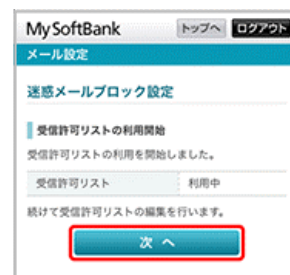 My SoftBank トップへ ログアウト
メール設定
迷惑メールブロック設定
受信許可リストの利用開始
受信許可リストの利用を開始しました。
受信許可リスト 利用中
続けて受信許可リストの編集を行います。
次 へ